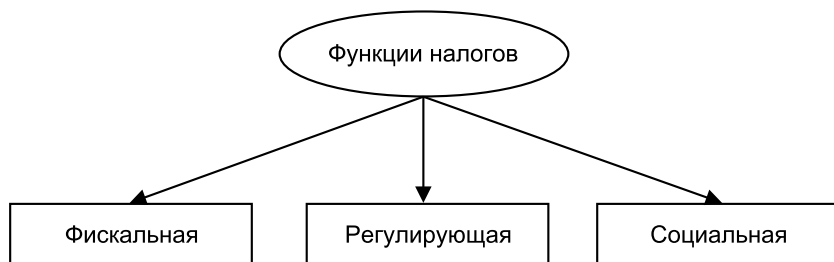 Функции налогов
Фискальная
Регулирующая
Социальная